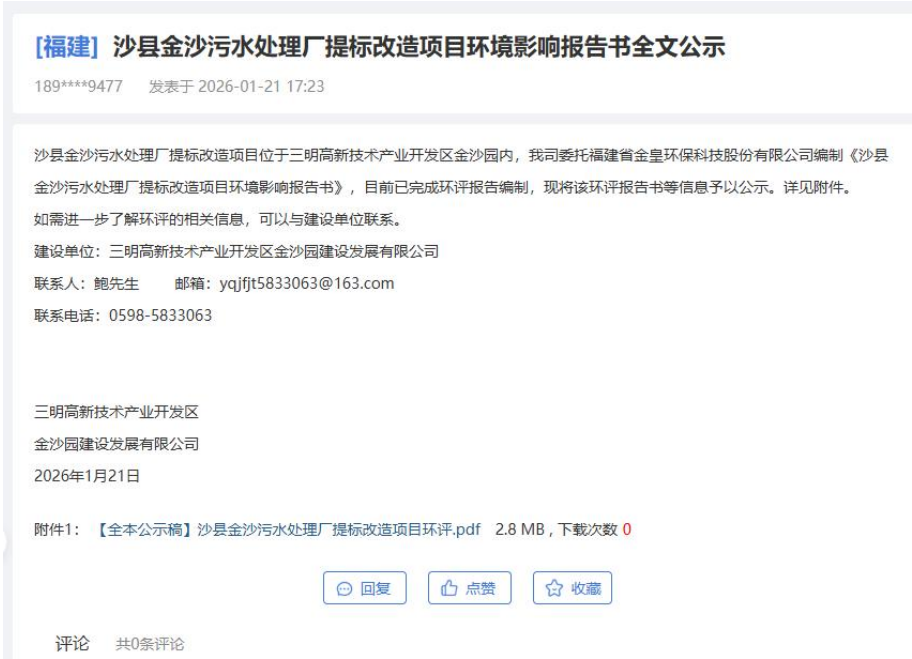 [福建] 沙县金沙污水处理厂提标改造项目环境影响报告书全文公示
189****9477 发表于 2026-01-21 17:23
沙县金沙污水处理厂提标改造项目位于三明高新技术产业开发区金沙园内，我司委托福建省金皇环保科技股份有限公司编制《沙县
金沙污水处理厂提标改造项目环境影响报告书》，目前已完成环评报告编制，现将该环评报告书等信息予以公示。详见附件。
如需进一步了解环评的相关信息，可以与建设单位联系。
建设单位：三明高新技术产业开发区金沙园建设发展有限公司
联系人：鲍先生 邮箱：yqjfjt5833063@163.com
联系电话：0598-5833063
三明高新技术产业开发区
金沙园建设发展有限公司
2026年1月21日
附件1： 【全本公示稿】沙县金沙污水处理厂提标改造项目环评.pdf 2.8 MB , 下载次数 0
回复 点赞 收藏
评论 共0条评论